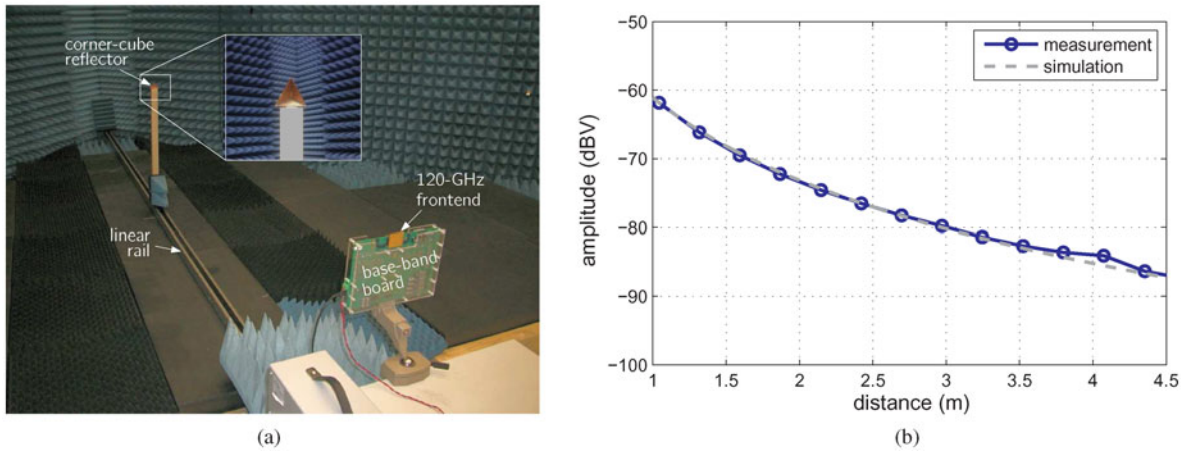 corner-cube
reflector
120-GHz
frontend
linear
rail
base-band
board
(a)
−50
−60
−70
−80
−90
−100
amplitude (dBV)
measurement
simulation
1
1.5
2
2.5
3
3.5
4
4.5
distance (m)
(b)